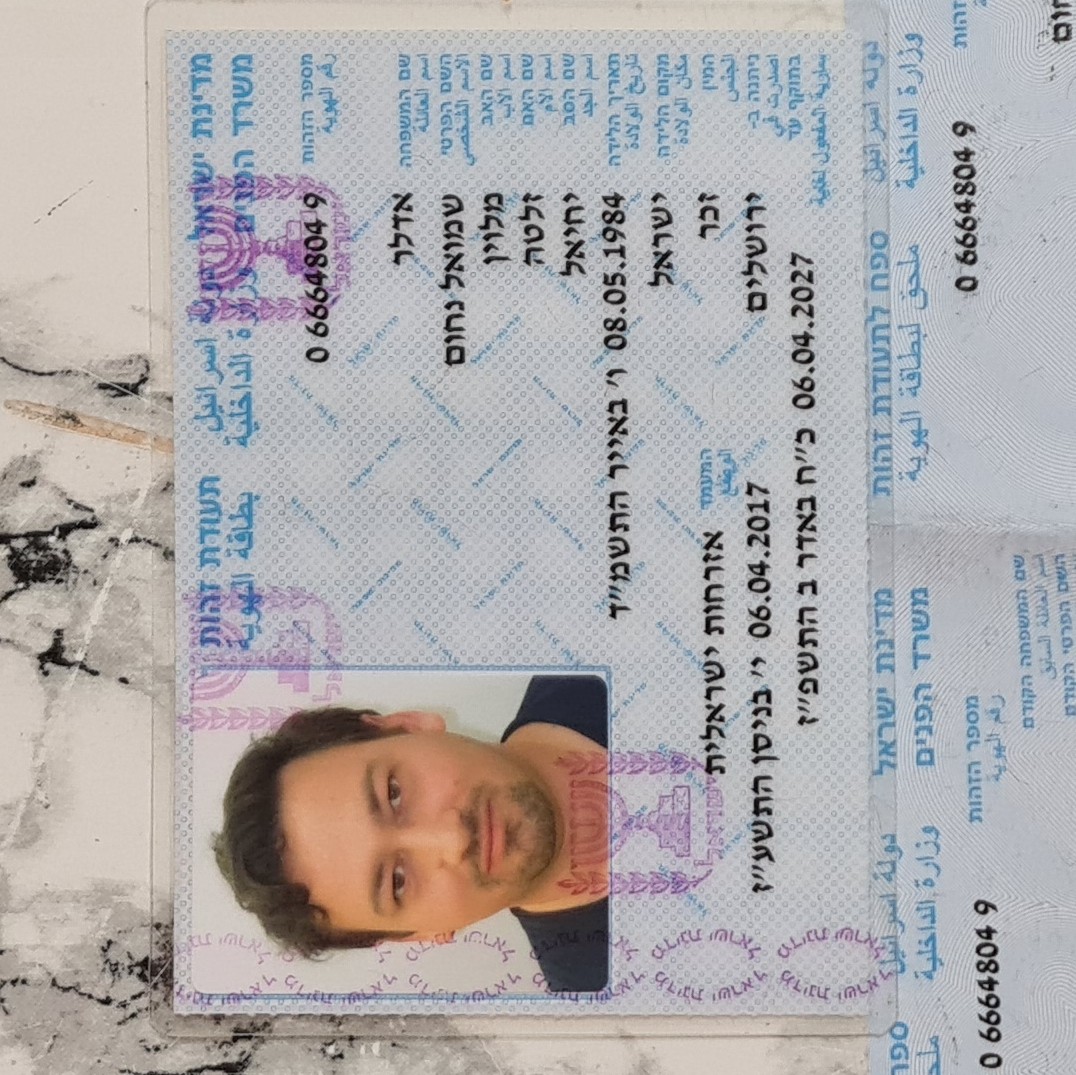 מדינת ישראל دولة اسرائيل תעודת זהות
משרד הפנים وزارة الداخلية بطاقة الهوية
מספר הזהות 0 6664804 9
رقم الهوية
שם המשפחה אדלר
اسم العائلة
השם הפרטי שמואל נחום
الاسم الشخصي
שם האב מלוין
اسم الاب
שם האם זלטה
اسم الام
שם הסב יחיאל
اسم الجد
תאריך הלידה 08.05.1984 ו' באייר התשמ"ד
تاريخ الولادة
מקום הלידה ישראל
مكان الولادة
המין זכר המעמד אזרחות ישראלית
الجنس الوضع
ניתנה ב- ירושלים 06.04.2017 י' בניסן התשע"ז
اصدرت في
בתוקף עד 06.04.2027 כ"ח באדר ב התשפ"ז
سارية المفعول لغاية
ישראל
ישראל
ישראל
دولة اسرائيل ספח לתעודת זהות
وزارة الداخلية ملحق لبطاقة الهوية
הזהות 0 6664804 9
מדינת ישראל دولة اسرائيل
משרד הפנים وزارة الداخلية
מספר הזהות 0 6664804 9
رقم الهوية
שם המשפחה הקודם
اسم العائلة السابق
השם הפרטי הקודם